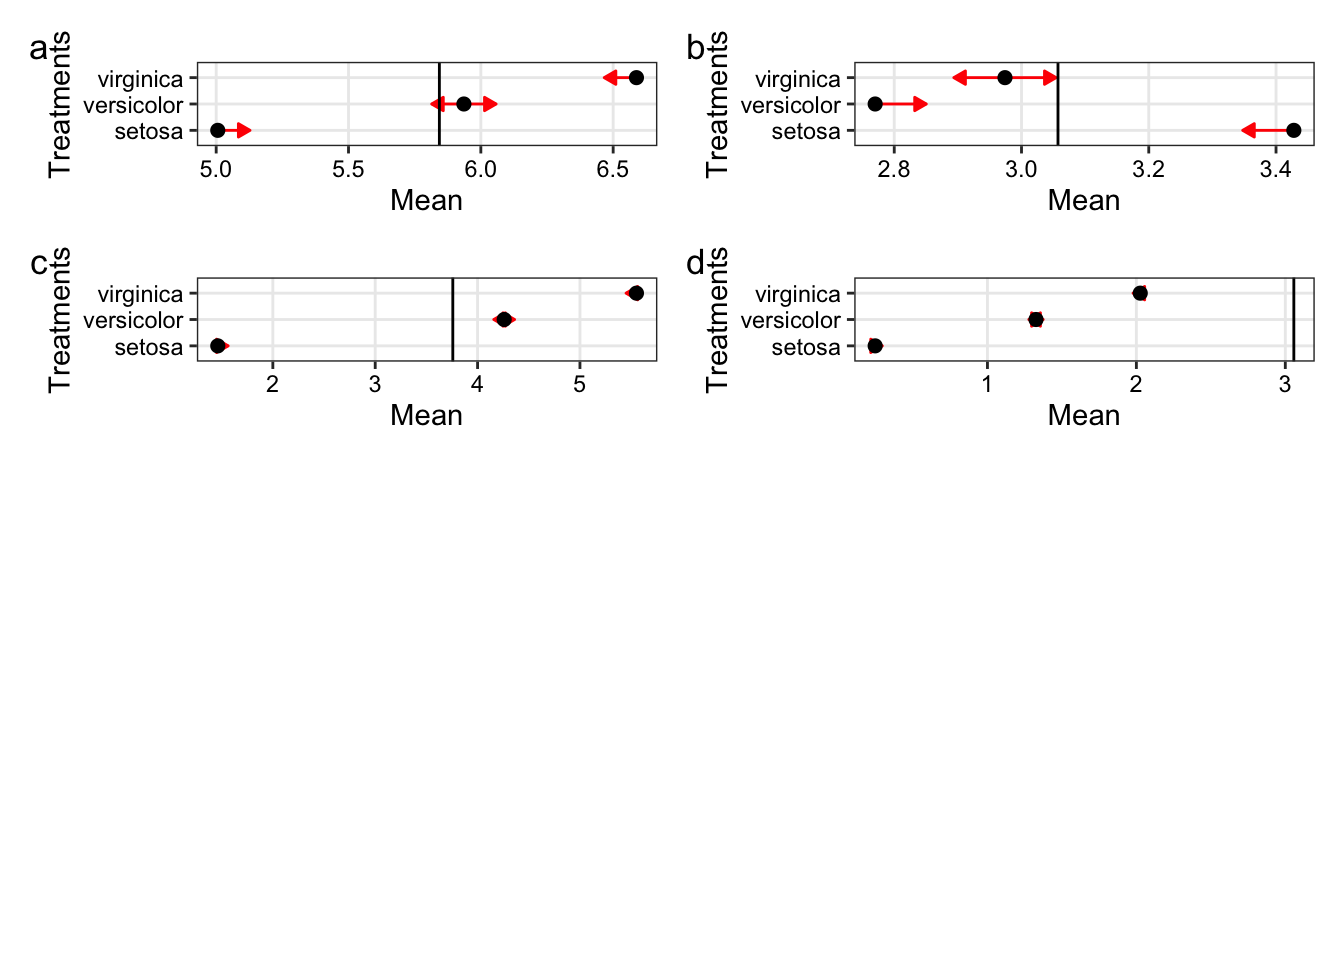 a
Treatments
virginica
versicolor
setosa
5.0 5.5 6.0 6.5
Mean
b
Treatments
virginica
versicolor
setosa
2.8 3.0 3.2 3.4
Mean
c
Treatments
virginica
versicolor
setosa
2 3 4 5
Mean
d
Treatments
virginica
versicolor
setosa
1 2 3
Mean